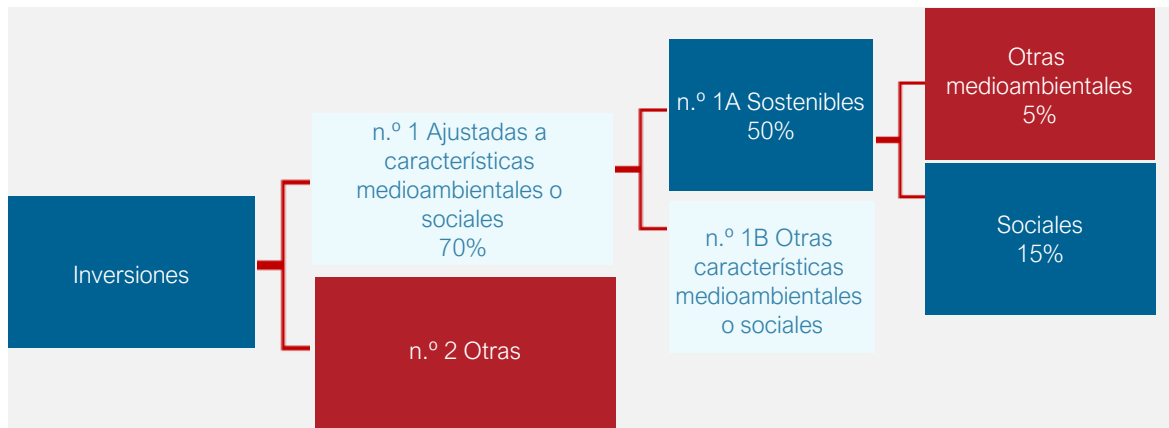 Inversiones
n.º 1 Ajustadas a
características
medioambientales o
sociales
70%
n.º 2 Otras
n.º 1A Sostenibles
50%
n.º 1B Otras
características
medioambientales
o sociales
Otras
medioambientales
5%
Sociales
15%